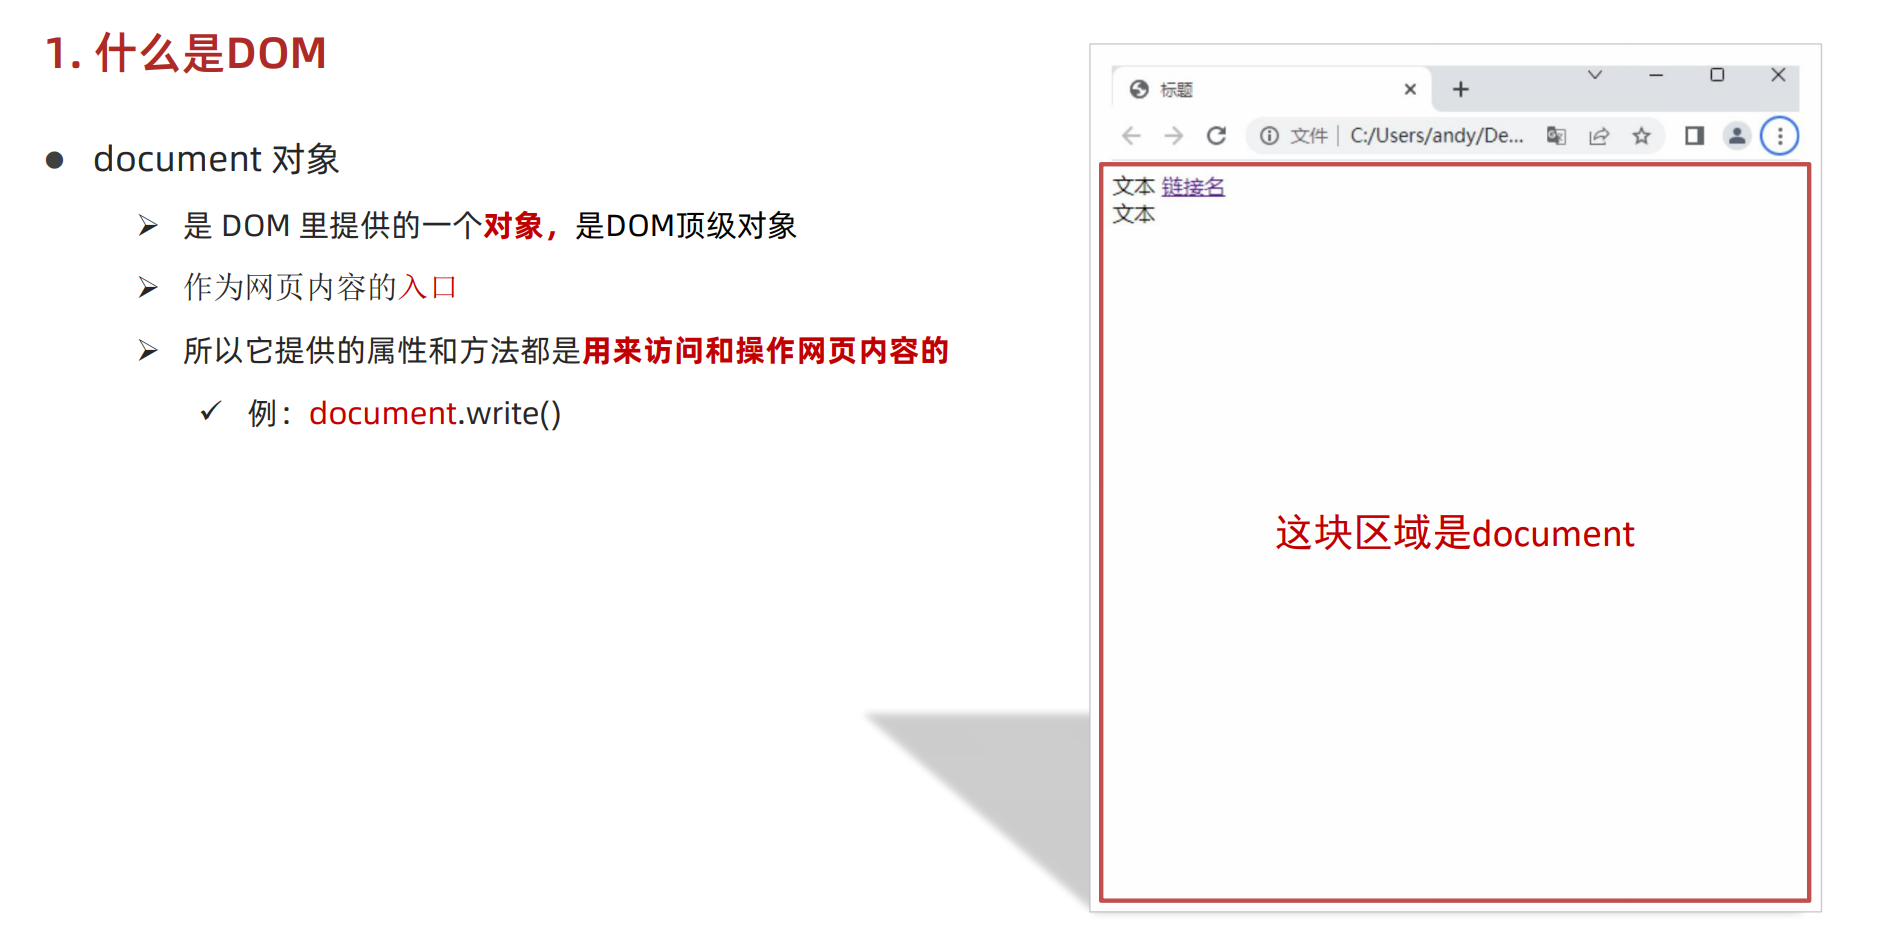 1. 什么是DOM
document 对象
是 DOM 里提供的一个对象，是DOM顶级对象
作为网页内容的入口
所以它提供的属性和方法都是用来访问和操作网页内容的
例：document.write()
标题
文件 C:/Users/andy/De...
文本 链接名
文本
这块区域是document